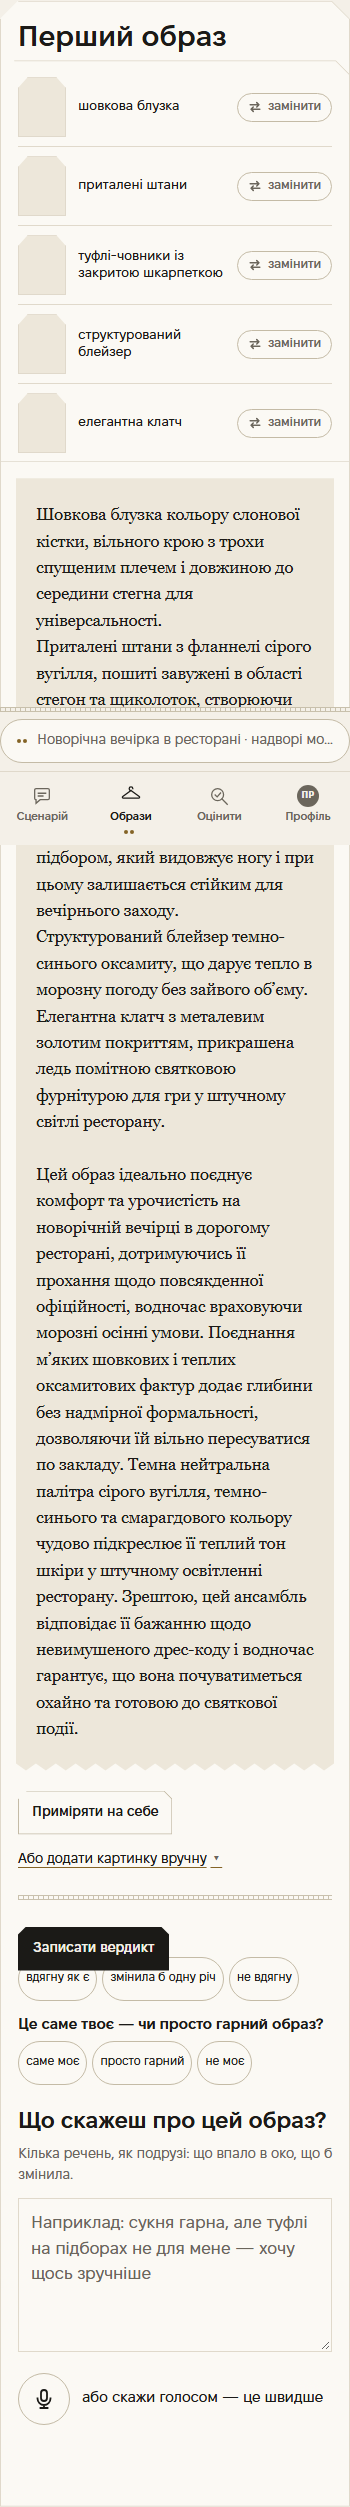 Перший образ
шовкова блузка
замінити
приталені штани
замінити
туфлі-човники із
закритою шкарпеткою
замінити
структурований
блейзер
замінити
елегантна клатч
замінити
Шовкова блузка кольору слонової
кістки, вільного крою з трохи
спущеним плечем і довжиною до
середини стегна для
універсальності.
Приталені штани з фланнелі сірого
вугілля, пошиті завужені в області
стегон та щиколоток, створюючи
Новорічна вечірка в ресторані · надворі мо...
Сценарій
Образи
Оцінити
ПР
Профіль
підбором, який видовжує ногу і при
цьому залишається стійким для
вечірнього заходу.
Структурований блейзер темно-
синього оксамиту, що дарує тепло в
морозну погоду без зайвого об’єму.
Елегантна клатч з металевим
золотим покриттям, прикрашена
ледь помітною святковою
фурнітурою для гри у штучному
світлі ресторану.
Цей образ ідеально поєднує
комфорт та урочистість на
новорічній вечірці в дорогому
ресторані, дотримуючись її
прохання щодо повсякденної
офіційності, водночас враховуючи
морозні осінні умови. Поєднання
м’яких шовкових і теплих
оксамитових фактур додає глибини
без надмірної формальності,
дозволяючи їй вільно пересуватися
по закладу. Темна нейтральна
палітра сірого вугілля, темно-
синього та смарагдового кольору
чудово підкреслює її теплий тон
шкіри у штучному освітленні
ресторану. Зрештою, цей ансамбль
відповідає її бажанню щодо
невимушеного дрес-коду і водночас
гарантує, що вона почуватиметься
охайно та готовою до святкової
події.
Приміряти на себе
Або додати картинку вручну
Записати вердикт
вдягну як є
змінила б одну річ
не вдягну
Це саме твоє — чи просто гарний образ?
саме моє
просто гарний
не моє
Що скажеш про цей образ?
Кілька речень, як подрузі: що впало в око, що б
змінила.
Наприклад: сукня гарна, але туфлі
на підборах не для мене — хочу
щось зручніше
або скажи голосом — це швидше